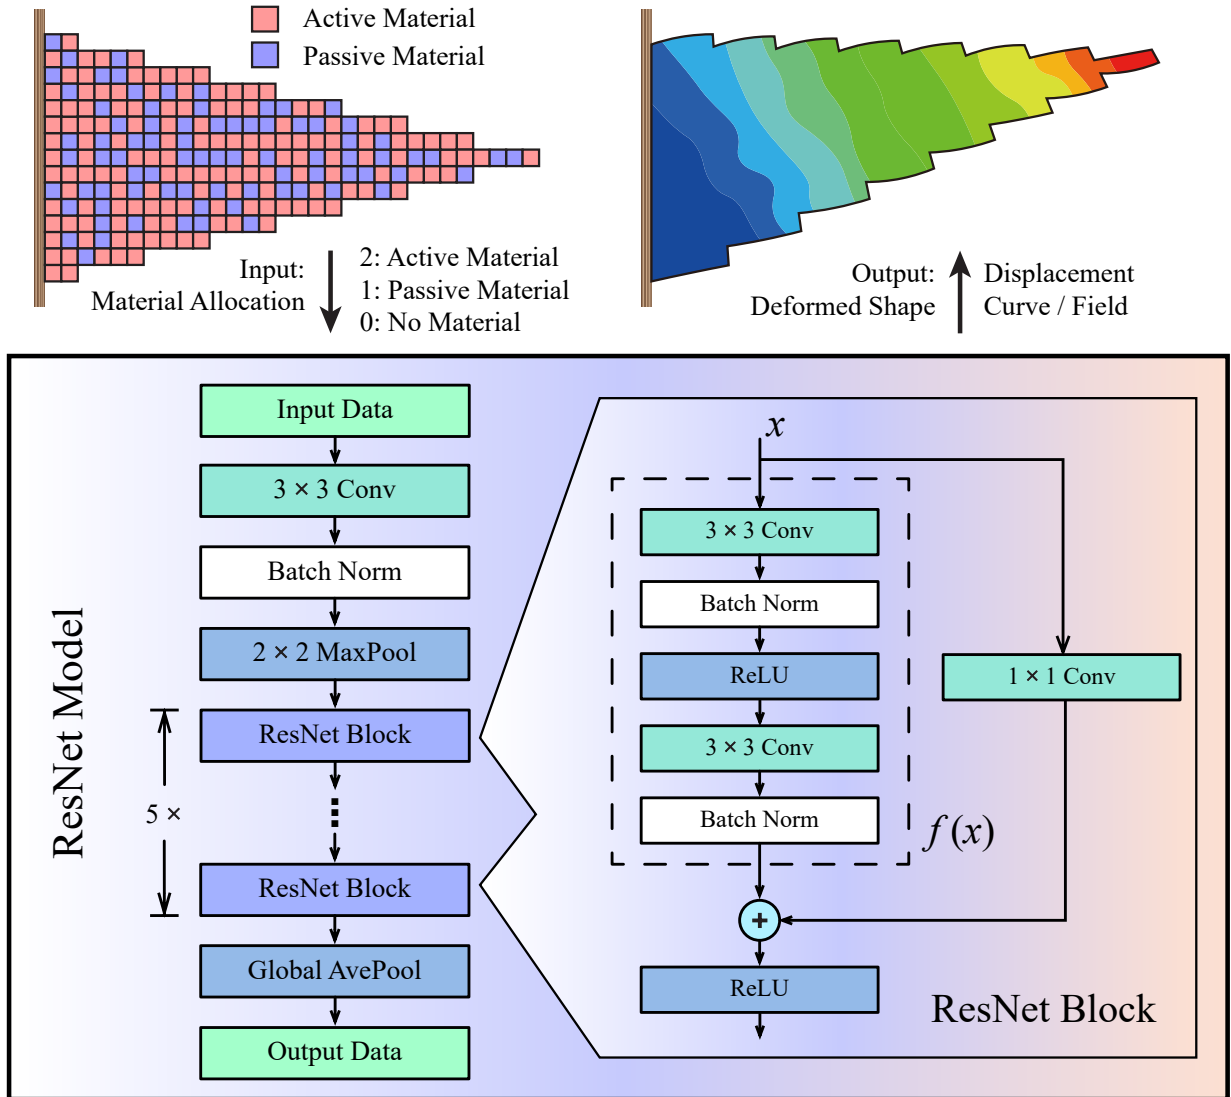 Active Material
Passive Material
Input:
Material Allocation
2: Active Material
1: Passive Material
0: No Material
Output:
Deformed Shape
Displacement
Curve / Field
ResNet Model
Input Data
3 × 3 Conv
Batch Norm
2 × 2 MaxPool
ResNet Block
5 ×
ResNet Block
Global AvePool
Output Data
x
3 × 3 Conv
Batch Norm
ReLU
1 × 1 Conv
3 × 3 Conv
Batch Norm
f(x)
+
ReLU
ResNet Block